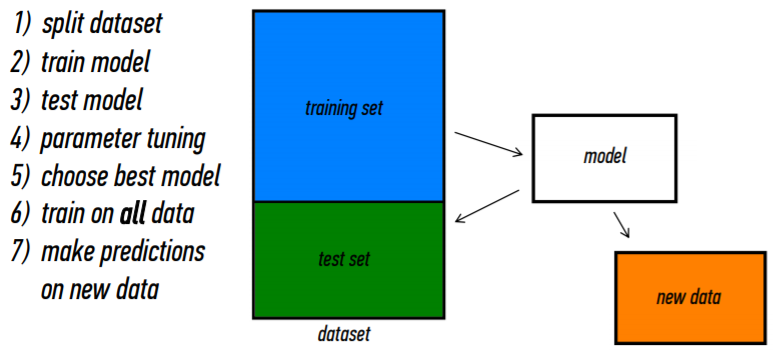 1) split dataset
2) train model
3) test model
4) parameter tuning
5) choose best model
6) train on all data
7) make predictions
on new data
training set
test set
dataset
model
new data